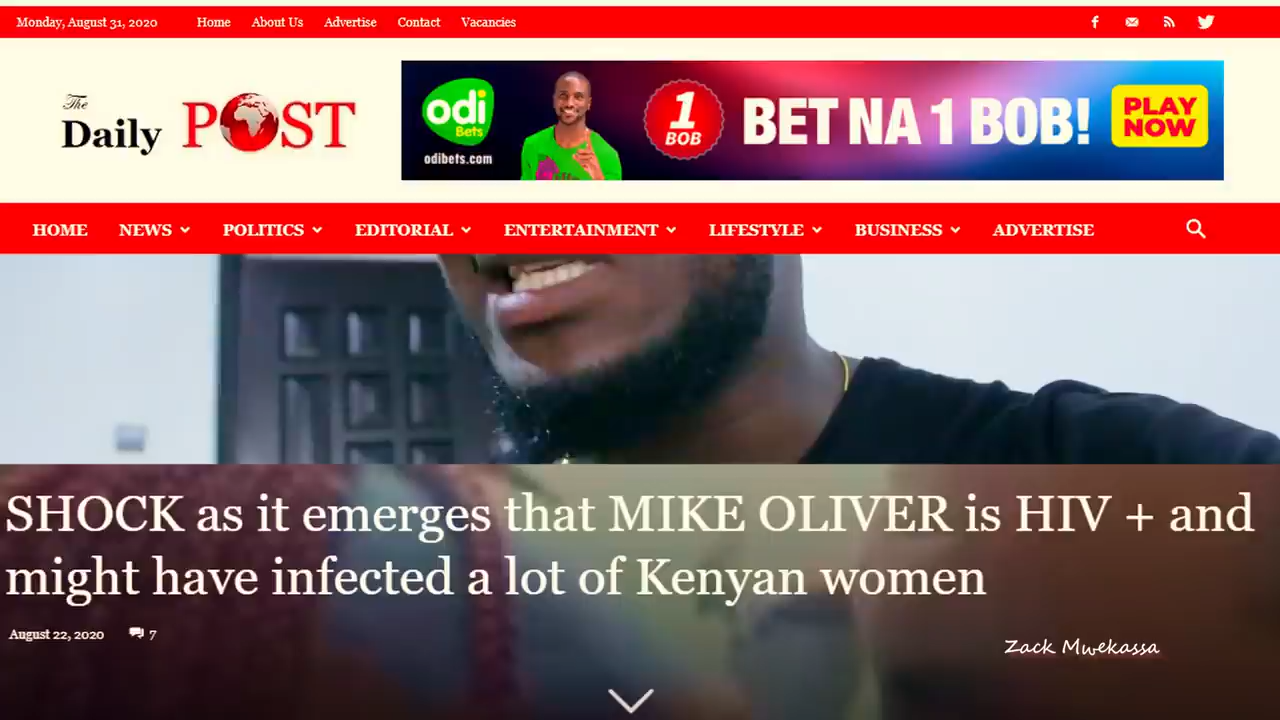 Monday, August 31, 2020 Home About Us Advertise Contact Vacancies
The
Daily POST
odi
Bets
odibets.com
1
BOB
BET NA 1 BOB!
PLAY
NOW
HOME NEWS POLITICS EDITORIAL ENTERTAINMENT LIFESTYLE BUSINESS ADVERTISE
SHOCK as it emerges that MIKE OLIVER is HIV + and
might have infected a lot of Kenyan women
August 22, 2020 7
Zack Mwekassa